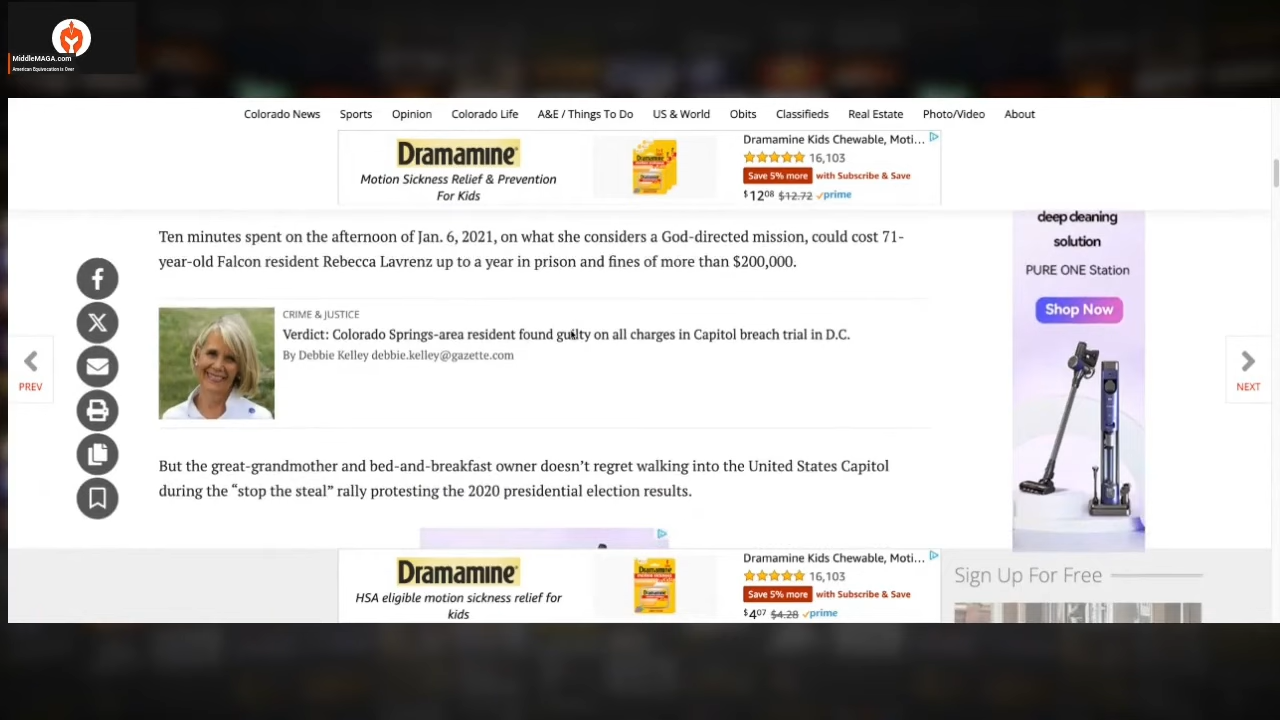 MiddleMAGA.com
American Equivocation is Over
Colorado News Sports Opinion Colorado Life A&E / Things To Do US & World Obits Classifieds Real Estate Photo/Video About
Dramamine®
Motion Sickness Relief & Prevention
For Kids
Dramamine Kids Chewable, Moti...
16,103
Save 5% more with Subscribe & Save
$1208 $12.72 prime
Ten minutes spent on the afternoon of Jan. 6, 2021, on what she considers a God-directed mission, could cost 71-
year-old Falcon resident Rebecca Lavrenz up to a year in prison and fines of more than $200,000.
CRIME & JUSTICE
Verdict: Colorado Springs-area resident found guilty on all charges in Capitol breach trial in D.C.
By Debbie Kelley debbie.kelley@gazette.com
But the great-grandmother and bed-and-breakfast owner doesn't regret walking into the United States Capitol
during the “stop the steal” rally protesting the 2020 presidential election results.
PREV
NEXT
deep cleaning
solution
PURE ONE Station
Shop Now
Dramamine®
HSA eligible motion sickness relief for
kids
Dramamine Kids Chewable, Moti...
16,103
Save 5% more with Subscribe & Save
$407 $4.28 prime
Sign Up For Free